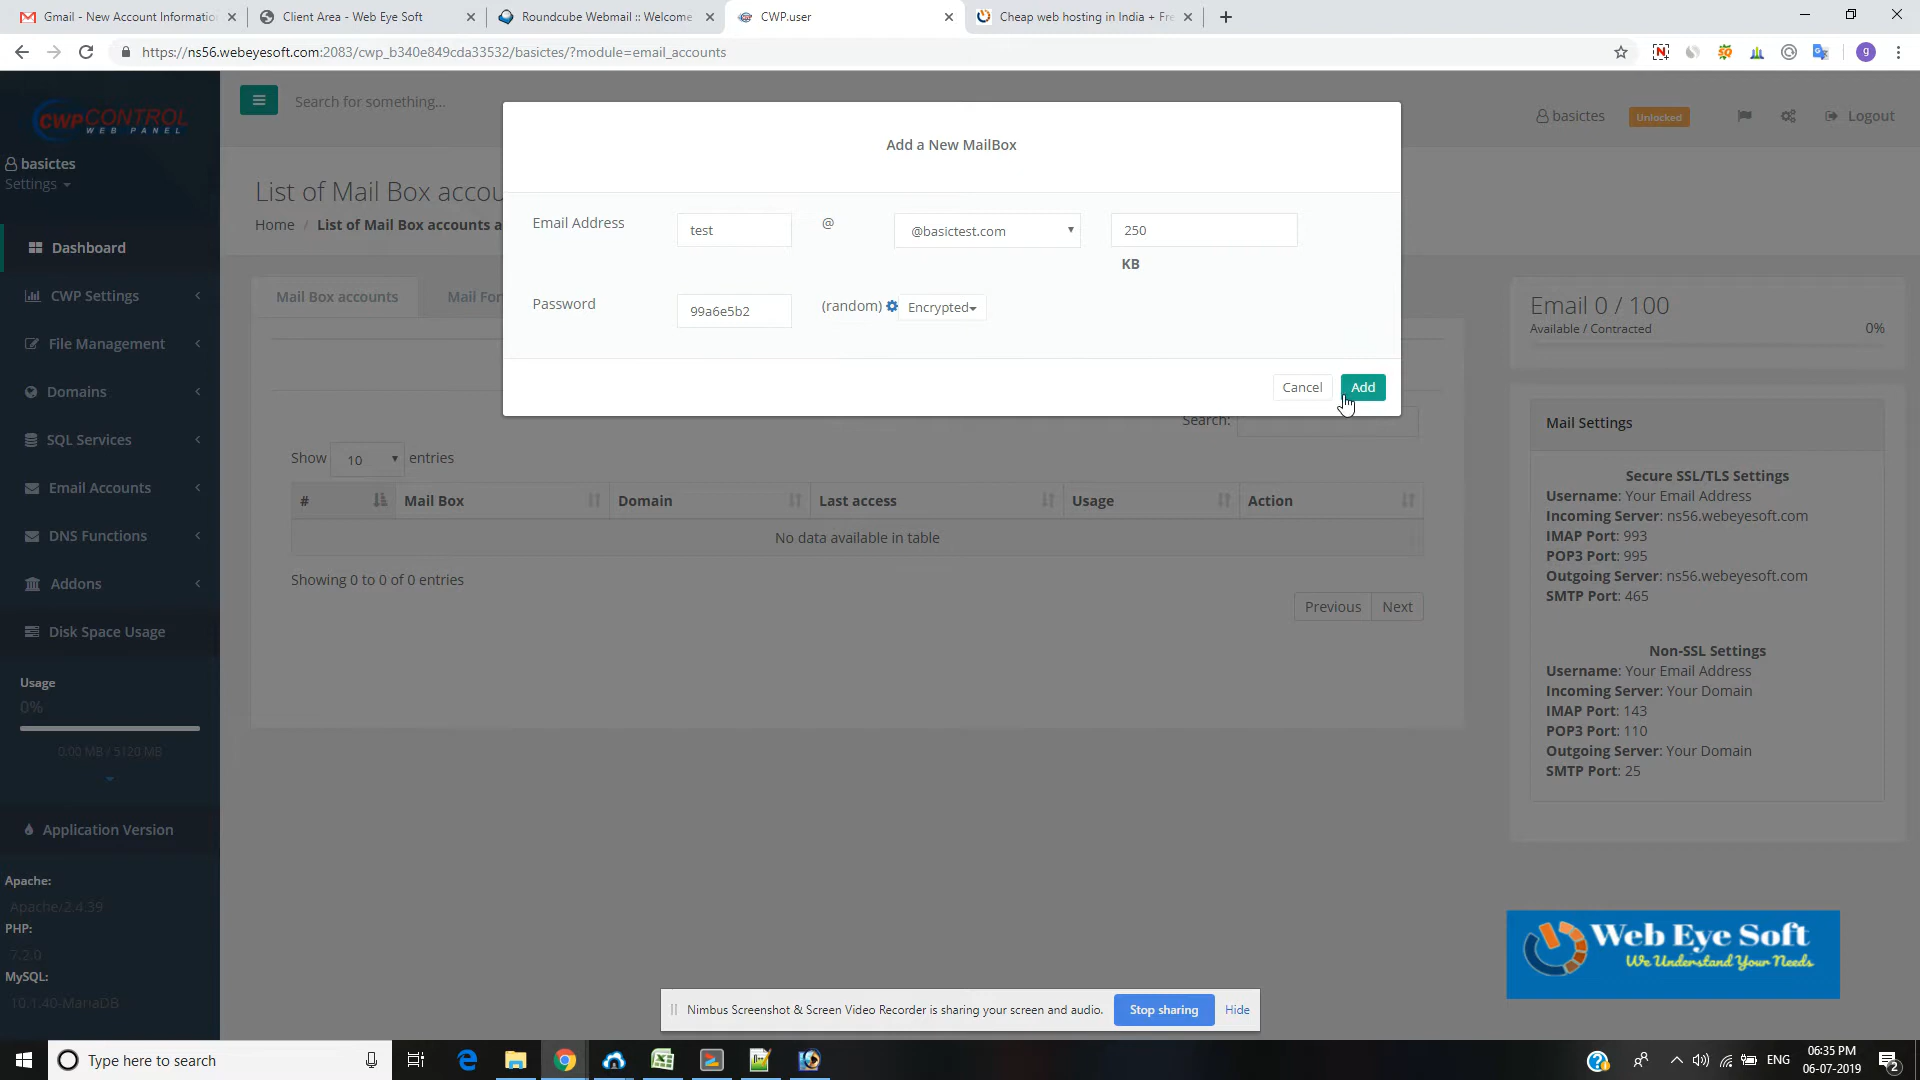 Gmail - New Account Informatio
Client Area - Web Eye Soft
Roundcube Webmail :: Welcome
CWP.user
Cheap web hosting in India + Fre
https://ns56.webeyesoft.com:2083/cwp_b340e849cda33532/basictes/?module=email_accounts
g
CWPCONTROL
WEB PANEL
Search for something...
basictes
Unlocked
Logout
basictes
Settings
List of Mail Box accou
Home / List of Mail Box accounts a
Add a New MailBox
Email Address
test
@
@basictest.com
250
KB
Password
99a6e5b2
(random)
Encrypted
Cancel
Add
Dashboard
CWP Settings
File Management
Domains
SQL Services
Email Accounts
DNS Functions
Addons
Disk Space Usage
Usage
0%
0.00 MB / 5120 MB
Application Version
Apache:
Apache/2.4.39
PHP:
7.2.0
MySQL:
10.1.40-MariaDB
Mail Box accounts
Mail For
Search:
Show 10 entries
# Mail Box Domain Last access Usage Action
No data available in table
Showing 0 to 0 of 0 entries
Previous Next
Email 0 / 100
Available / Contracted 0%
Mail Settings
Secure SSL/TLS Settings
Username: Your Email Address
Incoming Server: ns56.webeyesoft.com
IMAP Port: 993
POP3 Port: 995
Outgoing Server: ns56.webeyesoft.com
SMTP Port: 465
Non-SSL Settings
Username: Your Email Address
Incoming Server: Your Domain
IMAP Port: 143
POP3 Port: 110
Outgoing Server: Your Domain
SMTP Port: 25
Web Eye Soft
We Understand Your Needs
Nimbus Screenshot & Screen Video Recorder is sharing your screen and audio.
Stop sharing
Hide
Type here to search
ENG
06:35 PM
06-07-2019
2